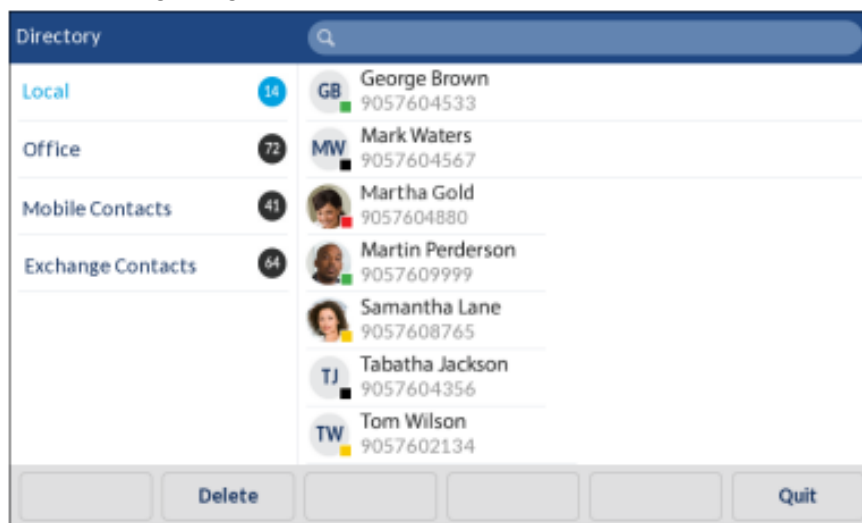 Directory
Local 14
Office 72
Mobile Contacts 41
Exchange Contacts 64
GB George Brown
9057604533
MW Mark Waters
9057604567
Martha Gold
9057604880
Martin Perderson
9057609999
Samantha Lane
9057608765
TJ Tabatha Jackson
9057604356
TW Tom Wilson
9057602134
Delete Quit